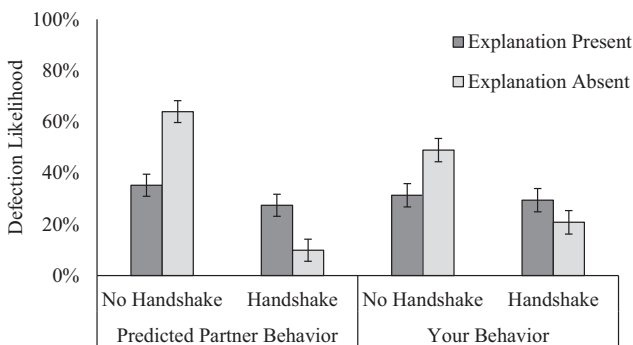 100%
80%
60%
40%
20%
0%
Defection Likelihood
Explanation Present
Explanation Absent
No Handshake Handshake No Handshake Handshake
Predicted Partner Behavior Your Behavior